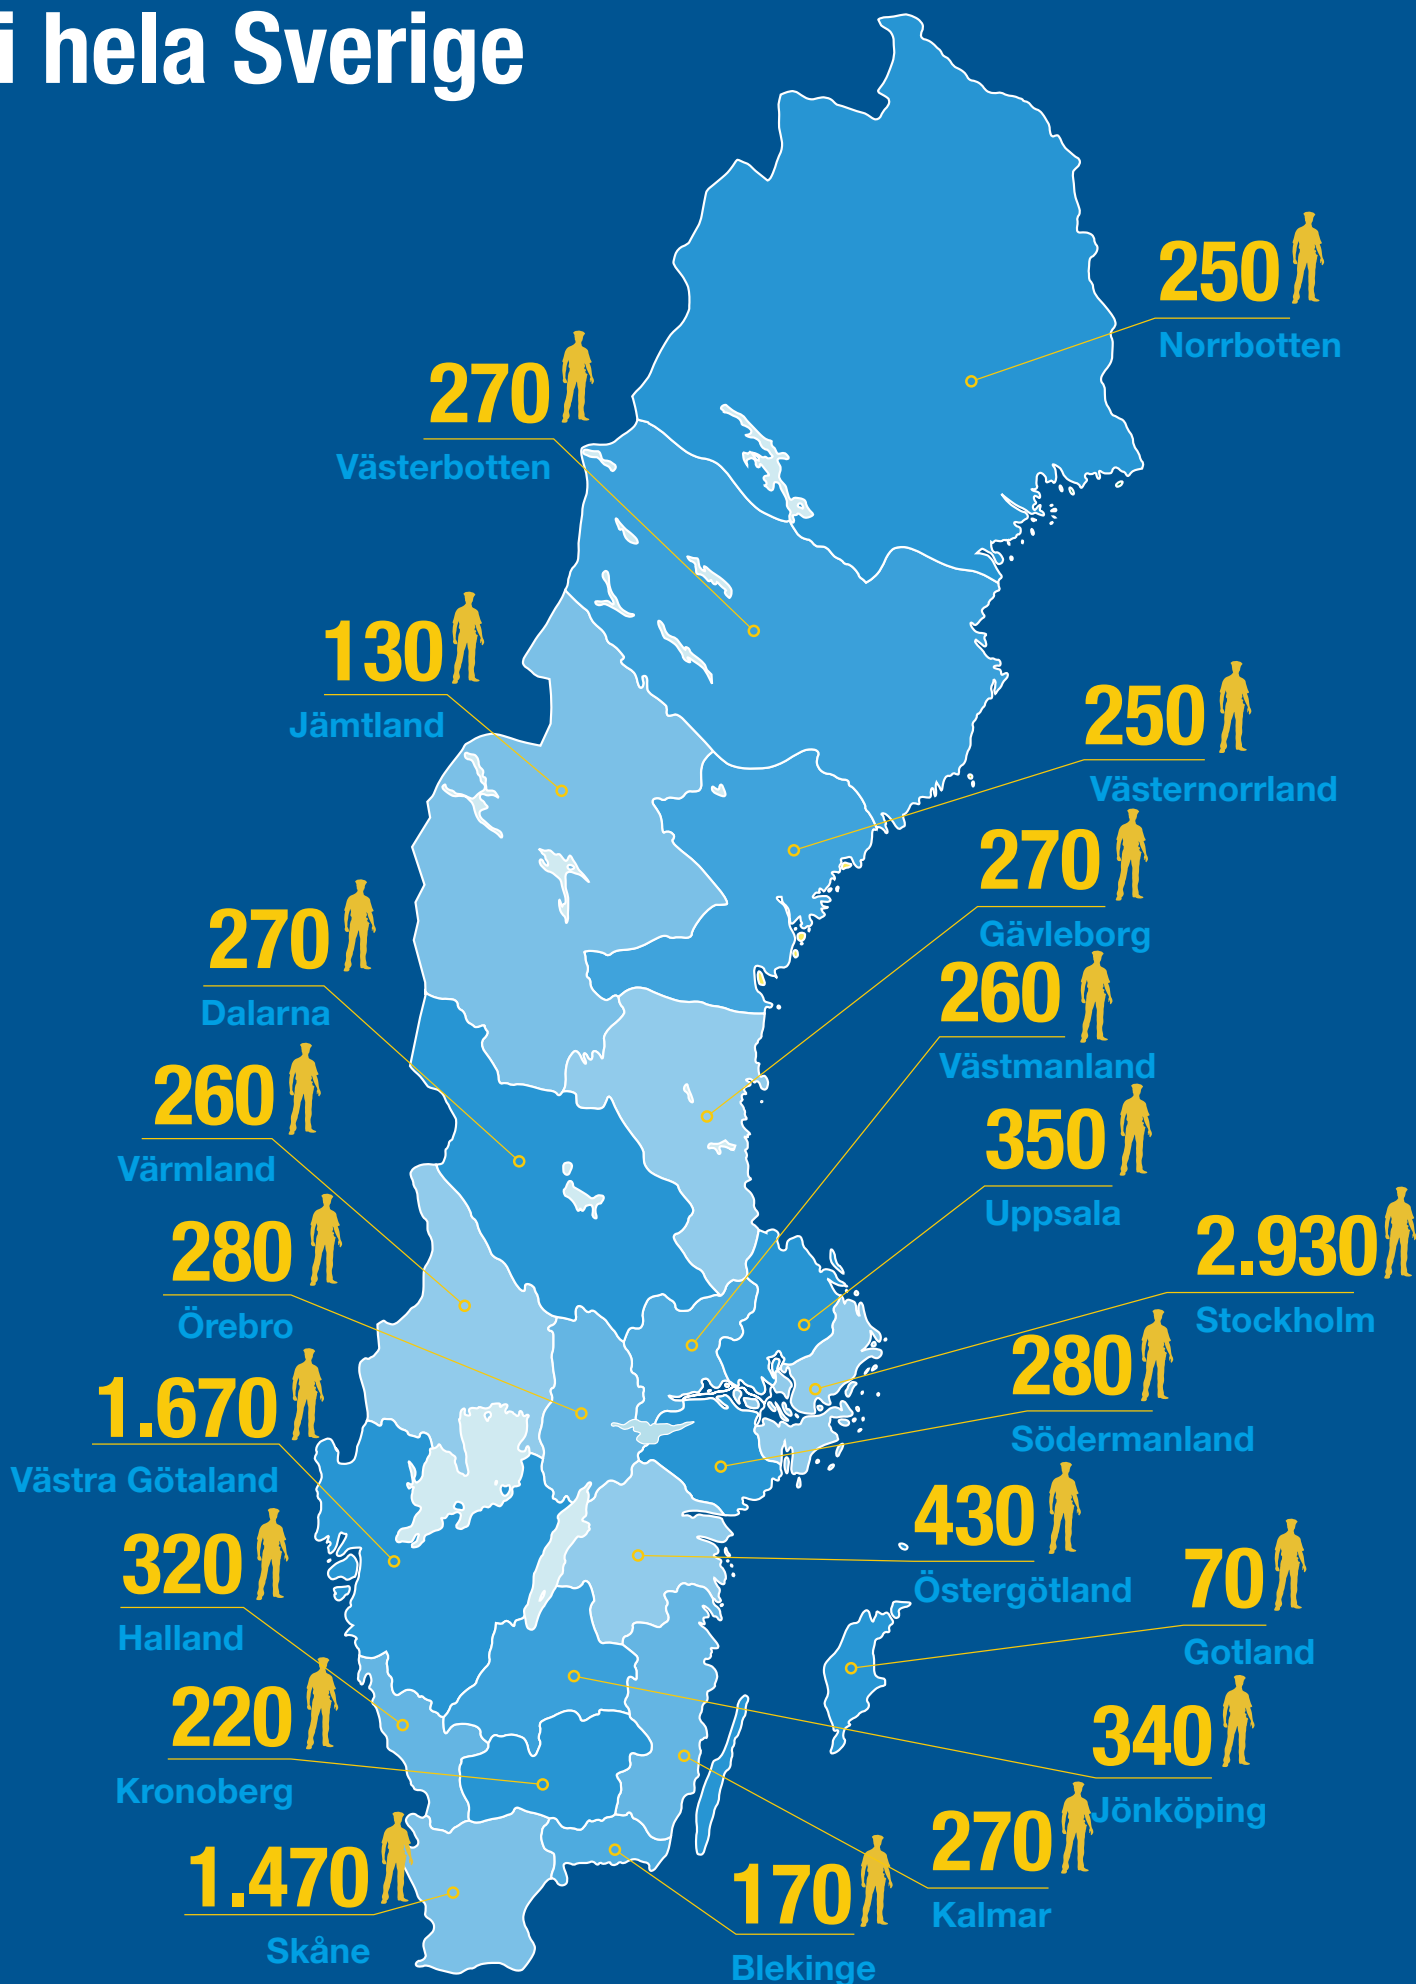 i hela Sverige
250
Norrbotten
270
Västerbotten
130
Jämtland
250
Västernorrland
270
Gävleborg
270
Dalarna
260
Västmanland
260
Värmland
350
Uppsala
280
Örebro
2.930
Stockholm
280
Södermanland
1.670
Västra Götaland
430
Östergötland
320
Halland
70
Gotland
220
Kronoberg
340
Jönköping
270
Kalmar
1.470
Skåne
170
Blekinge